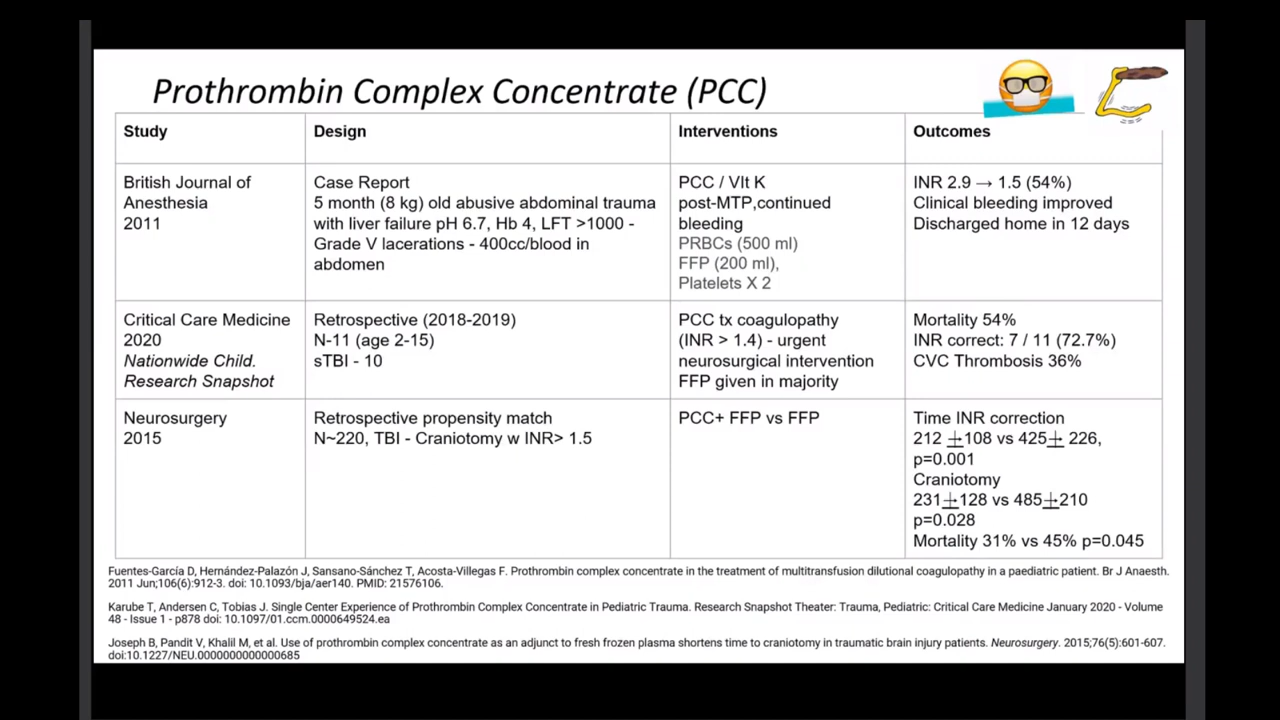 Prothrombin Complex Concentrate (PCC)
Study
Design
Interventions
Outcomes
British Journal of
Anesthesia
2011
Case Report
5 month (8 kg) old abusive abdominal trauma
with liver failure pH 6.7, Hb 4, LFT >1000 -
Grade V lacerations - 400cc/blood in
abdomen
PCC / VIt K
post-MTP,continued
bleeding
PRBCs (500 ml)
FFP (200 ml),
Platelets X 2
INR 2.9 → 1.5 (54%)
Clinical bleeding improved
Discharged home in 12 days
Critical Care Medicine
2020
Nationwide Child.
Research Snapshot
Retrospective (2018-2019)
N-11 (age 2-15)
sTBI - 10
PCC tx coagulopathy
(INR > 1.4) - urgent
neurosurgical intervention
FFP given in majority
Mortality 54%
INR correct: 7 / 11 (72.7%)
CVC Thrombosis 36%
Neurosurgery
2015
Retrospective propensity match
N~220, TBI - Craniotomy w INR> 1.5
PCC+ FFP vs FFP
Time INR correction
212 +108 vs 425+ 226,
p=0.001
Craniotomy
231+128 vs 485+210
p=0.028
Mortality 31% vs 45% p=0.045
Fuentes-García D, Hernández-Palazón J, Sansano-Sánchez T, Acosta-Villegas F. Prothrombin complex concentrate in the treatment of multitransfusion dilutional coagulopathy in a paediatric patient. Br J Anaesth.
2011 Jun;106(6):912-3. doi: 10.1093/bja/aer140. PMID: 21576106.
Karube T, Andersen C, Tobias J. Single Center Experience of Prothrombin Complex Concentrate in Pediatric Trauma. Research Snapshot Theater: Trauma, Pediatric: Critical Care Medicine January 2020 - Volume
48 - Issue 1 - p878 doi: 10.1097/01.ccm.0000649524.ea
Joseph B, Pandit V, Khalil M, et al. Use of prothrombin complex concentrate as an adjunct to fresh frozen plasma shortens time to craniotomy in traumatic brain injury patients. Neurosurgery. 2015;76(5):601-607.
doi:10.1227/NEU.0000000000000685